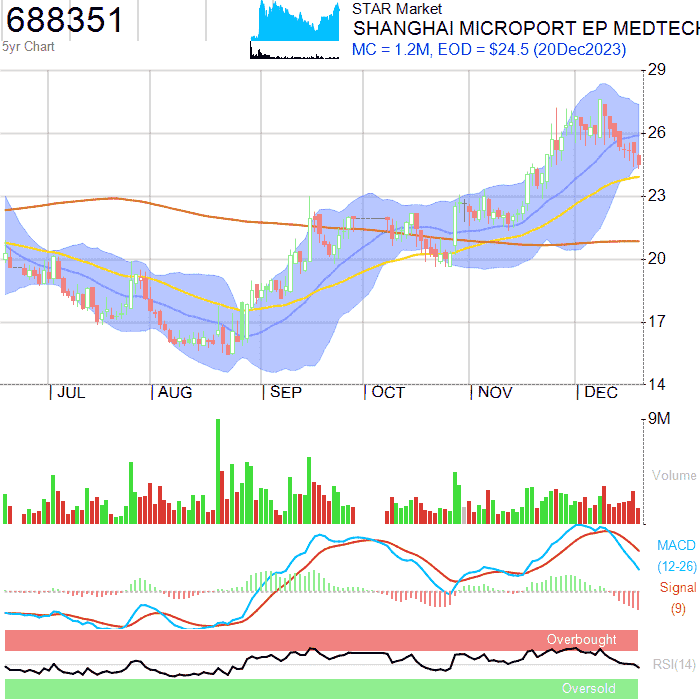 688351
5yr Chart
STAR Market
SHANGHAI MICROPORT EP MEDTECH
MC = 1.2M, EOD = $24.5 (20Dec2023)
29
26
23
20
17
14
JUL
AUG
SEP
OCT
NOV
DEC
9M
Volume
MACD
(12-26)
Signal
(9)
Overbought
RSI(14)
Oversold